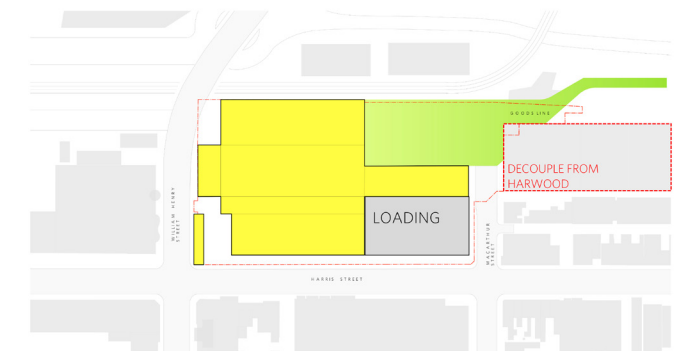 GOODS LINE
DECOUPLE FROM
HARWOOD
WILLIAM HENRY
STREET
LOADING
MACARTHUR
STREET
HARRIS STREET